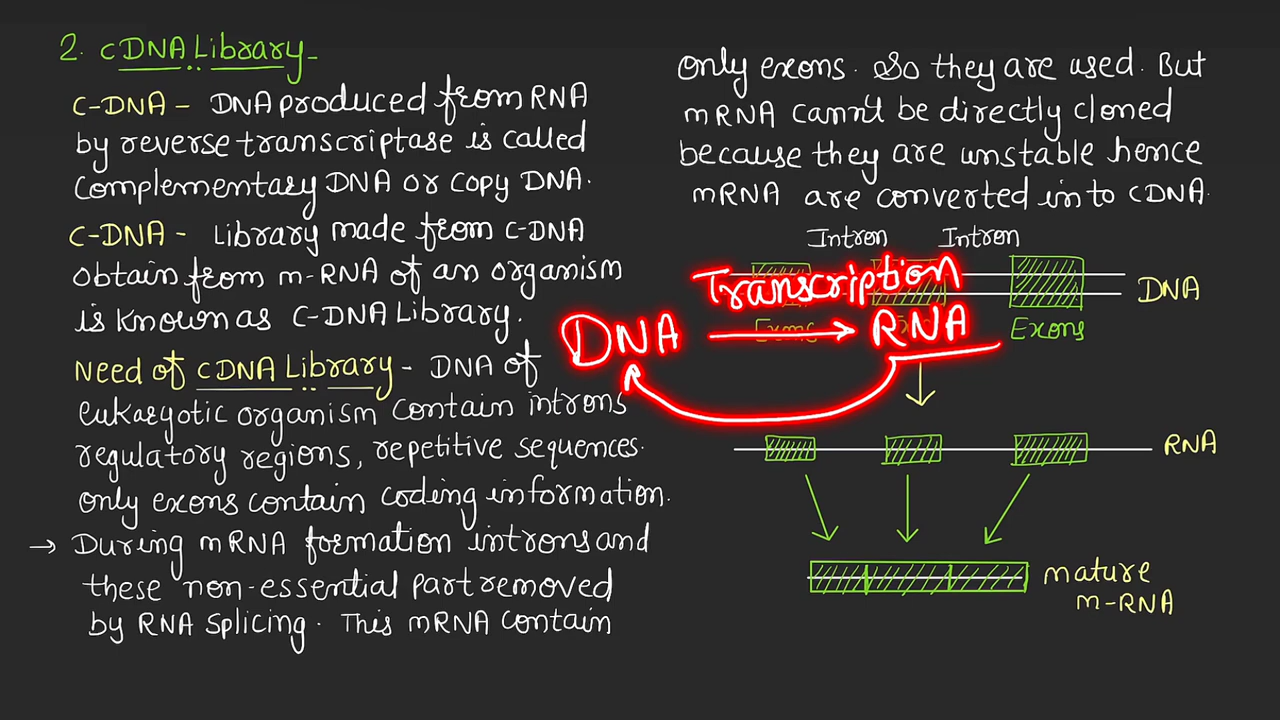 2. cDNA Library-
C-DNA - DNA produced from RNA
by reverse transcriptase is called
complementary DNA or copy DNA.
C-DNA - Library made from c-DNA
obtain from m-RNA of an organism
is known as C-DNA Library.
Need of cDNA Library - DNA of
eukaryotic organism contain introns
regulatory regions, repetitive sequences.
only exons contain coding information.
→ During mRNA formation introns and
these non-essential part removed
by RNA Splicing. This mRNA contain
only exons. So they are used. But
mRNA cann't be directly cloned
because they are unstable hence
mRNA are converted in to cDNA.
Intron Intron
Transcription
DNA
DNA → RNA
Exons Exons
RNA
mature
m-RNA